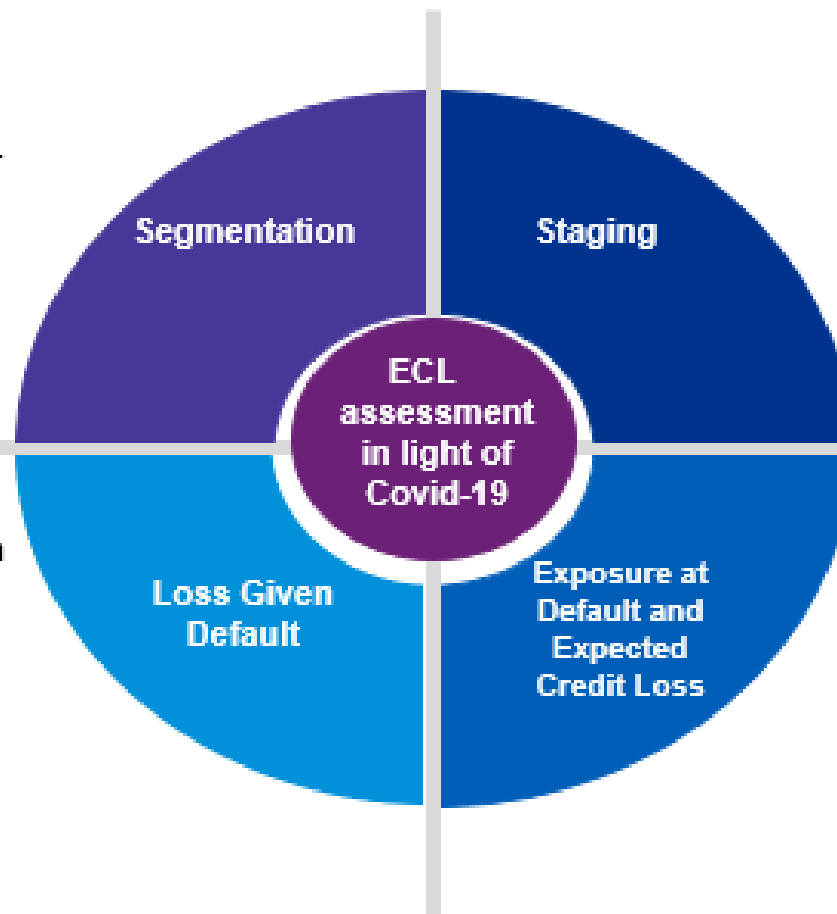 Segmentation
Staging
ECL
assessment
in light of
Covid-19
Loss Given
Default
Exposure at
Default and
Expected
Credit Loss